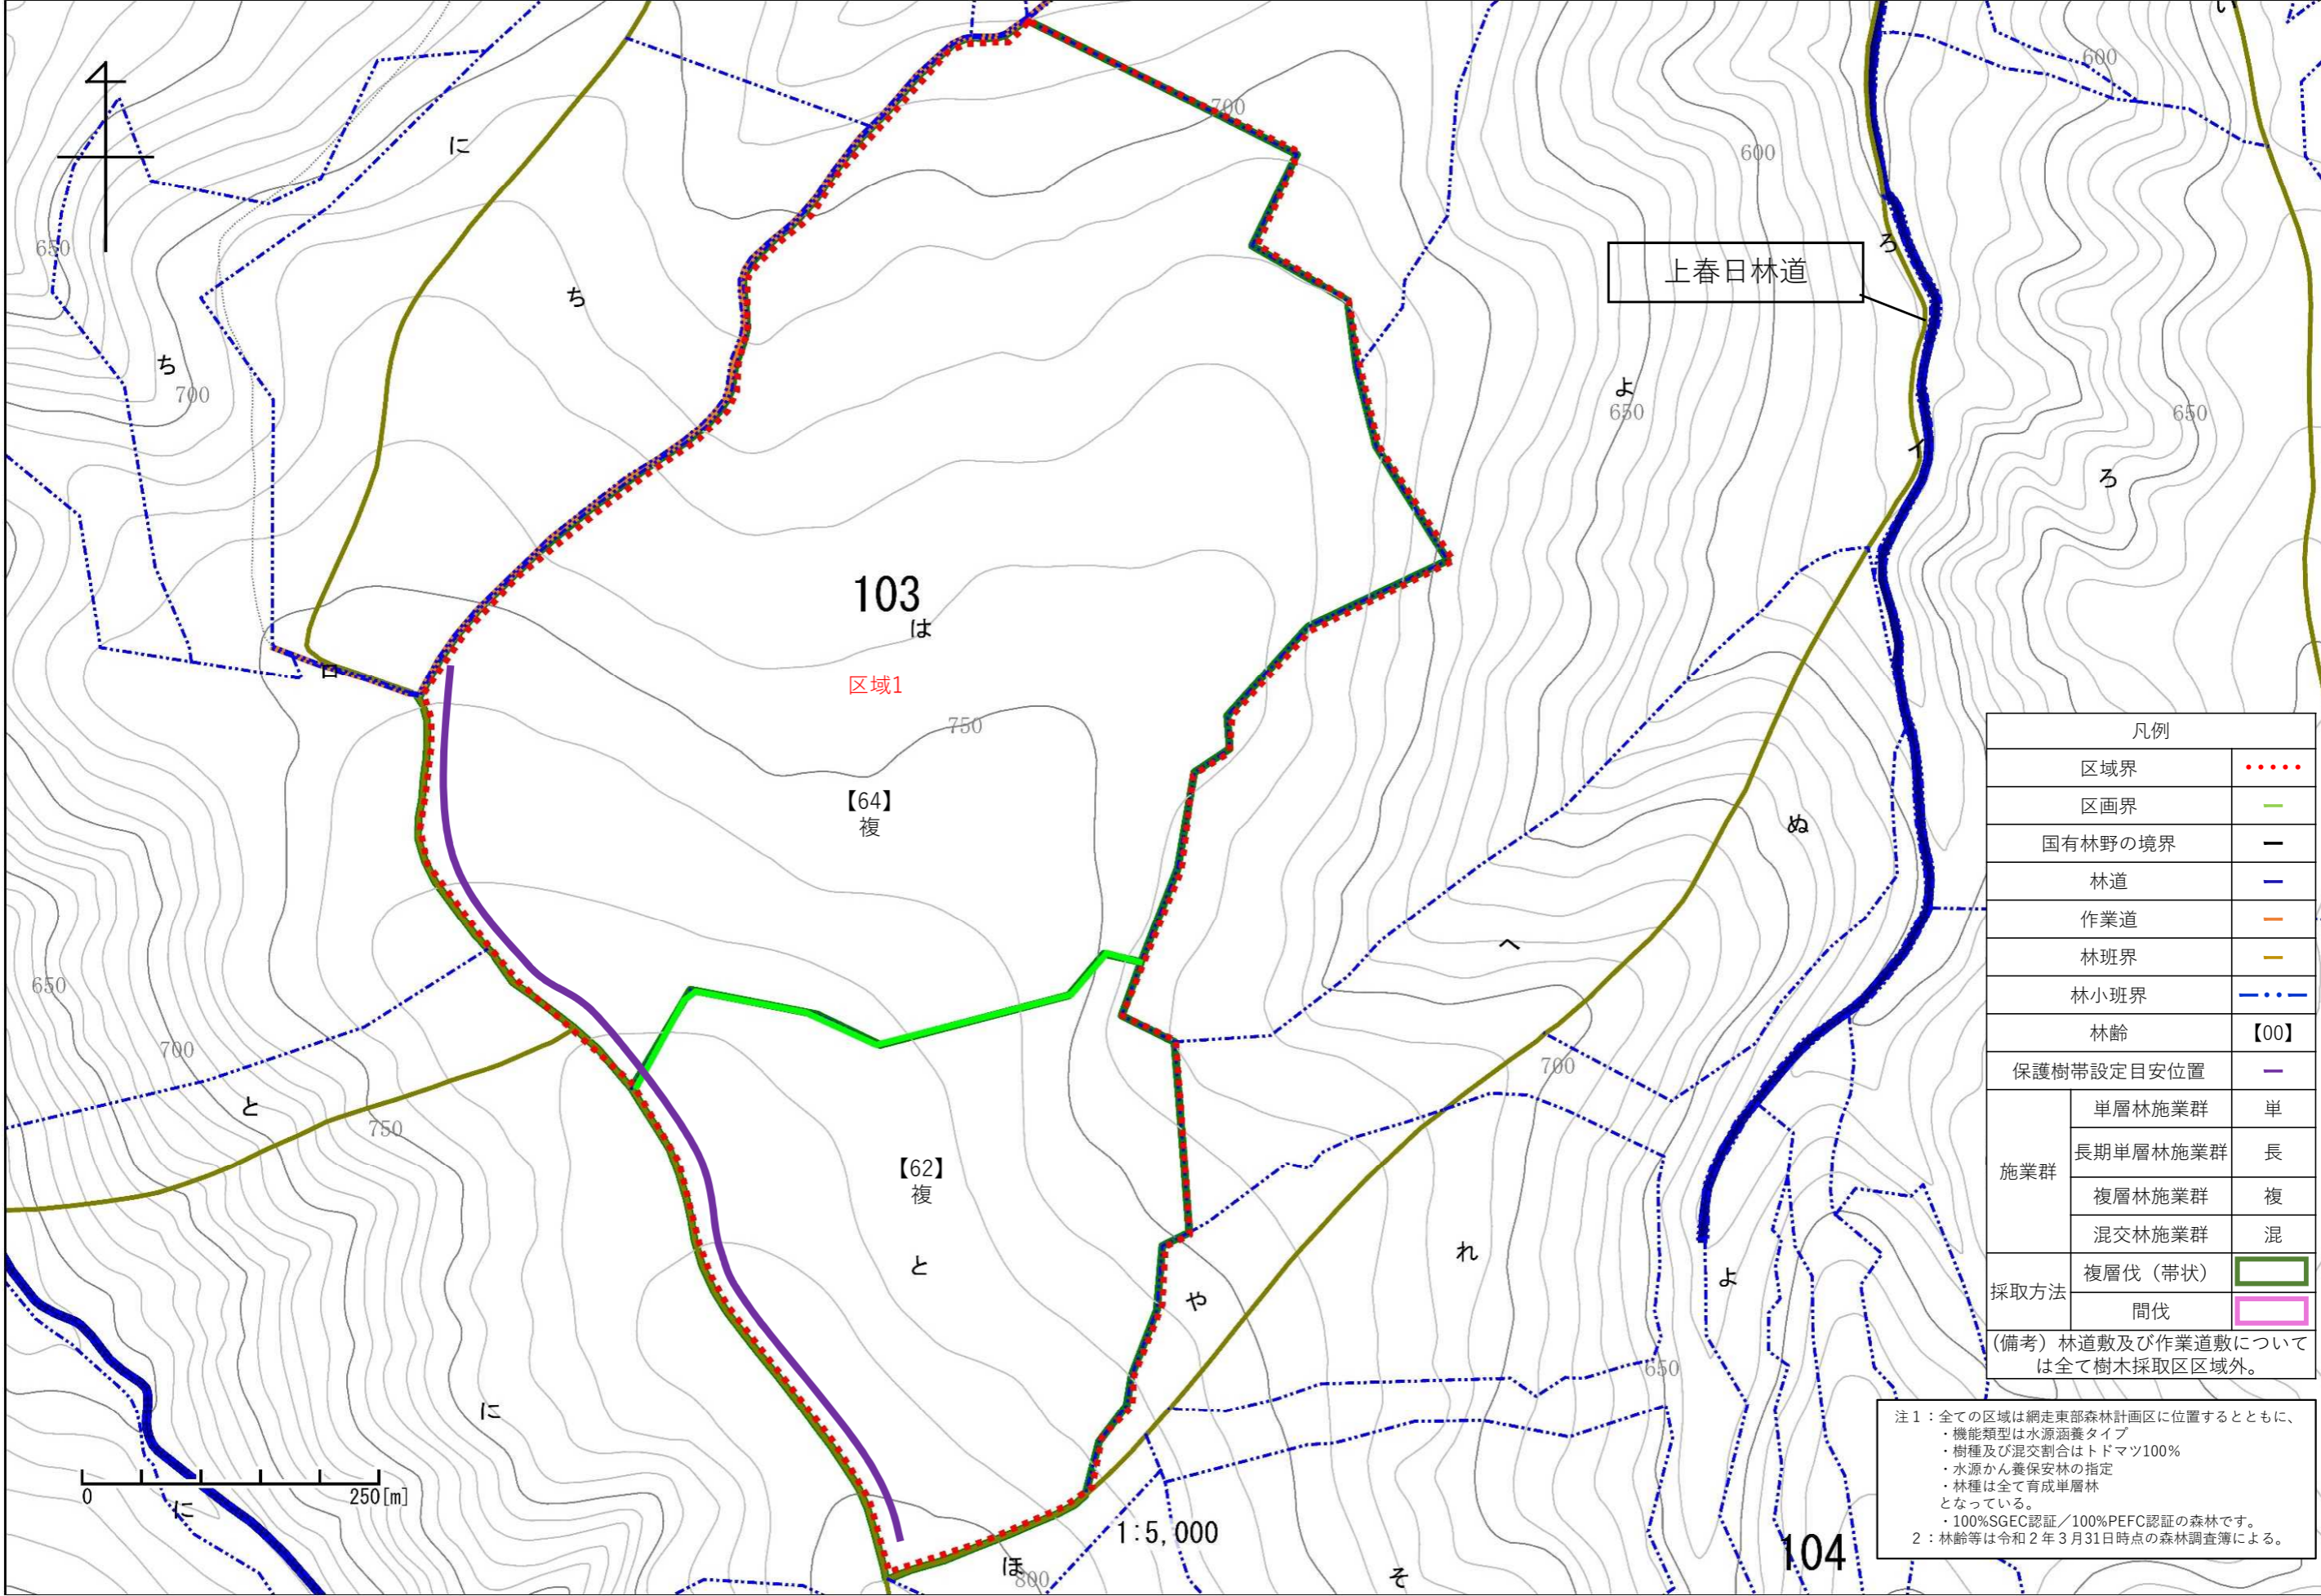 い
600
700
に
600
650
ろ
上春日林道
ち
ち
700
よ
650
650
イ
ろ
103
は
ロ
区域1
750
【64】
複
ぬ
へ
650
700
700
と
750
【62】
複
と
れ
や
よ
650
に
0
250[m]
に
1:5,000
ほ
800
そ
104
凡例
区域界
区画界
国有林野の境界
林道
作業道
林班界
林小班界
林齢 【00】
保護樹帯設定目安位置
施業群
単層林施業群 単
長期単層林施業群 長
複層林施業群 複
混交林施業群 混
採取方法
複層伐（帯状）
間伐
(備考）林道敷及び作業道敷について
は全て樹木採取区区域外。
注1：全ての区域は網走東部森林計画区に位置するとともに、
・機能類型は水源涵養タイプ
・樹種及び混交割合はトドマツ100%
・水源かん養保安林の指定
・林種は全て育成単層林
となっている。
・100%SGEC認証／100%PEFC認証の森林です。
2：林齢等は令和2年3月31日時点の森林調査簿による。